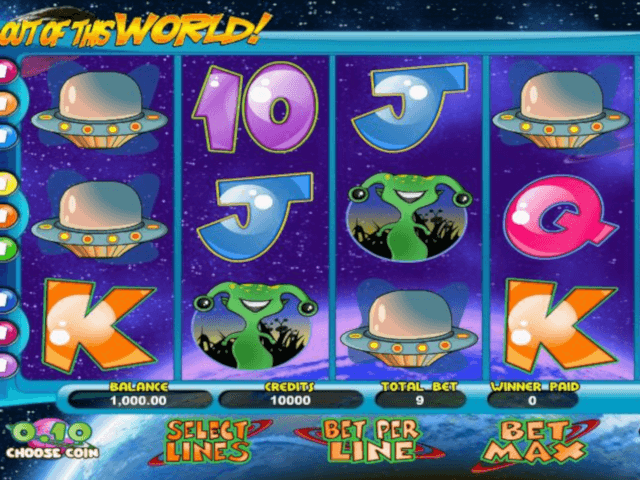 OUT OF THIS WORLD!
10 J
J Q
K K
BALANCE CREDITS TOTAL BET WINNER PAID
1,000.00 10000 9 0
0.10 SELECT BET PER BET
CHOOSE COIN LINES LINE MAX